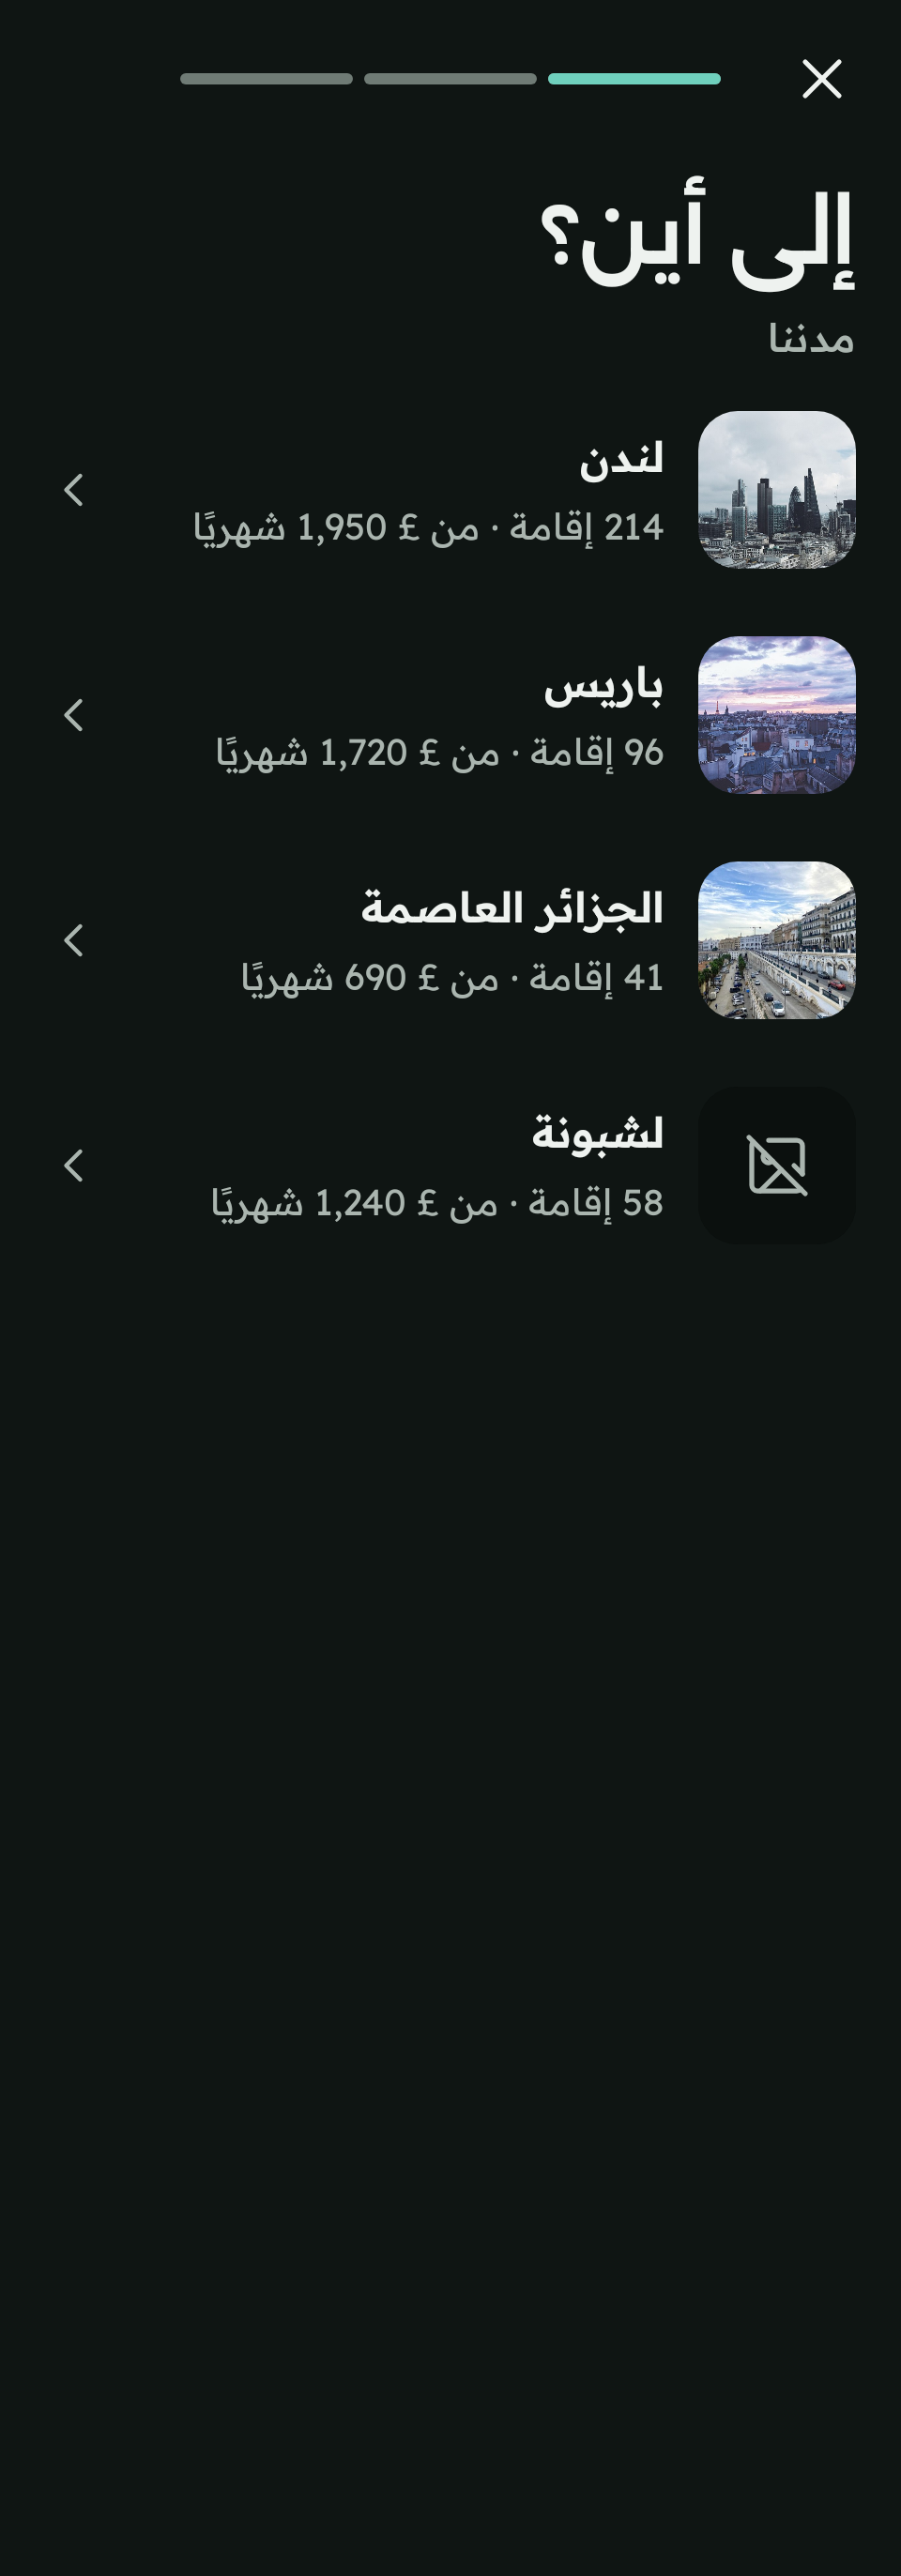 إلى أين؟
مدننا
لندن
214 إقامة · من £ 1,950 شهريًا
باريس
96 إقامة · من £ 1,720 شهريًا
الجزائر العاصمة
41 إقامة · من £ 690 شهريًا
لشبونة
58 إقامة · من £ 1,240 شهريًا